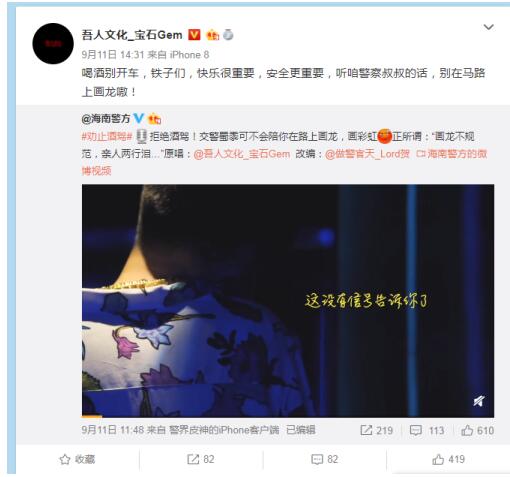 吾人文化_宝石Gem
9月11日 14:31 来自 iPhone 8
喝酒别开车，铁子们，快乐很重要，安全更重要，听咱警察叔叔的话，别在马路
上画龙嗷！
@海南警方
#劝止酒驾# 拒绝酒驾！交警蜀黍可不会陪你在路上画龙，画彩虹 正所谓：“画龙不规
范，亲人两行泪...”原唱：@吾人文化_宝石Gem 改编：@做警官天_Lord贺 海南警方的微
博视频
这没有信号告诉你了
9月11日 11:48 来自 警界皮神的iPhone客户端 已编辑 219 113 610
收藏 82 82 419